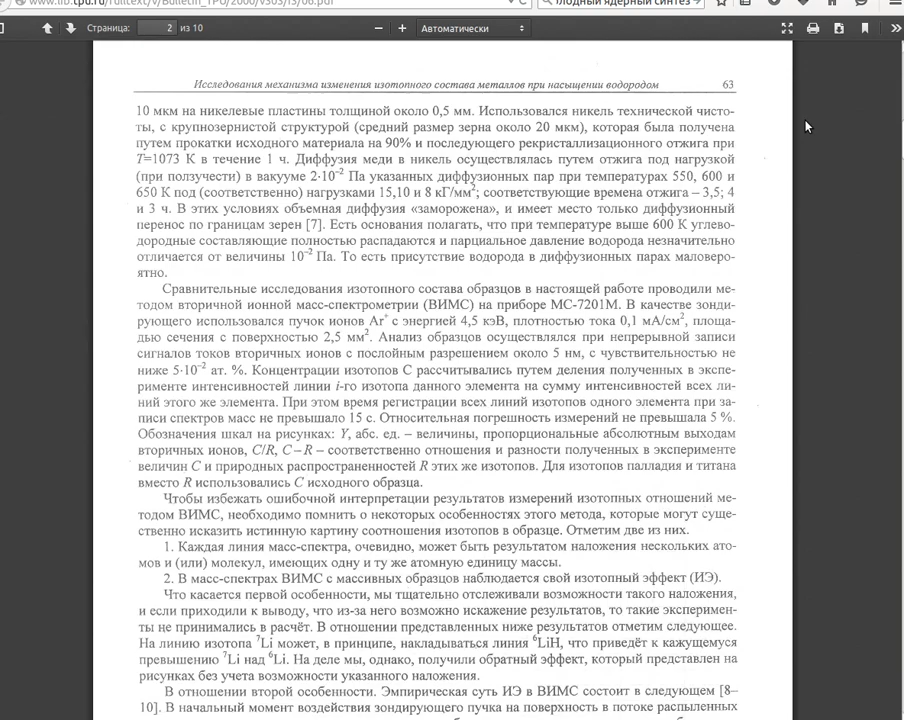 www.lib.tpu.ru/fulltext/v/Bulletin_TPU/2000/v303/i3/06.pdf
Страница: 2 из 10
Автоматически
Исследования механизма изменения изотопного состава металлов при насыщении водородом 63
10 мкм на никелевые пластины толщиной около 0,5 мм. Использовался никель технической чисто-
ты, с крупнозернистой структурой (средний размер зерна около 20 мкм), которая была получена
путем прокатки исходного материала на 90% и последующего рекристаллизационного отжига при
T=1073 К в течение 1 ч. Диффузия меди в никель осуществлялась путем отжига под нагрузкой
(при ползучести) в вакууме 2·10⁻² Па указанных диффузионных пар при температурах 550, 600 и
650 К под (соответственно) нагрузками 15,10 и 8 кГ/мм²; соответствующие времена отжига – 3,5; 4
и 3 ч. В этих условиях объемная диффузия «заморожена», и имеет место только диффузионный
перенос по границам зерен [7]. Есть основания полагать, что при температуре выше 600 К углево-
дородные составляющие полностью распадаются и парциальное давление водорода незначительно
отличается от величины 10⁻² Па. То есть присутствие водорода в диффузионных парах маловеро-
ятно.
Сравнительные исследования изотопного состава образцов в настоящей работе проводили ме-
тодом вторичной ионной масс-спектрометрии (ВИМС) на приборе МС-7201М. В качестве зонди-
рующего использовался пучок ионов Ar⁺ с энергией 4,5 кэВ, плотностью тока 0,1 мА/см², площа-
дью сечения с поверхностью 2,5 мм². Анализ образцов осуществлялся при непрерывной записи
сигналов токов вторичных ионов с послойным разрешением около 5 нм, с чувствительностью не
ниже 5·10⁻² ат. %. Концентрации изотопов С рассчитывались путем деления полученных в экспе-
рименте интенсивностей линии i-го изотопа данного элемента на сумму интенсивностей всех ли-
ний этого же элемента. При этом время регистрации всех линий изотопов одного элемента при за-
писи спектров масс не превышало 15 с. Относительная погрешность измерений не превышала 5 %.
Обозначения шкал на рисунках: Y, абс. ед. – величины, пропорциональные абсолютным выходам
вторичных ионов, C/R, C – R – соответственно отношения и разности полученных в эксперименте
величин C и природных распространенностей R этих же изотопов. Для изотопов палладия и титана
вместо R использовались C исходного образца.
Чтобы избежать ошибочной интерпретации результатов измерений изотопных отношений ме-
тодом ВИМС, необходимо помнить о некоторых особенностях этого метода, которые могут суще-
ственно исказить истинную картину соотношения изотопов в образце. Отметим две из них.
1. Каждая линия масс-спектра, очевидно, может быть результатом наложения нескольких ато-
мов и (или) молекул, имеющих одну и ту же атомную единицу массы.
2. В масс-спектрах ВИМС с массивных образцов наблюдается свой изотопный эффект (ИЭ).
Что касается первой особенности, мы тщательно отслеживали возможности такого наложения,
и если приходили к выводу, что из-за него возможно искажение результатов, то такие эксперимен-
ты не принимались в расчёт. В отношении представленных ниже результатов отметим следующее.
На линию изотопа ⁷Li может, в принципе, накладываться линия ⁶LiH, что приведёт к кажущемуся
превышению ⁷Li над ⁶Li. На деле мы, однако, получили обратный эффект, который представлен на
рисунках без учета возможности указанного наложения.
В отношении второй особенности. Эмпирическая суть ИЭ в ВИМС состоит в следующем [8–
10]. В начальный момент воздействия зондирующего пучка на поверхность в потоке распыленных